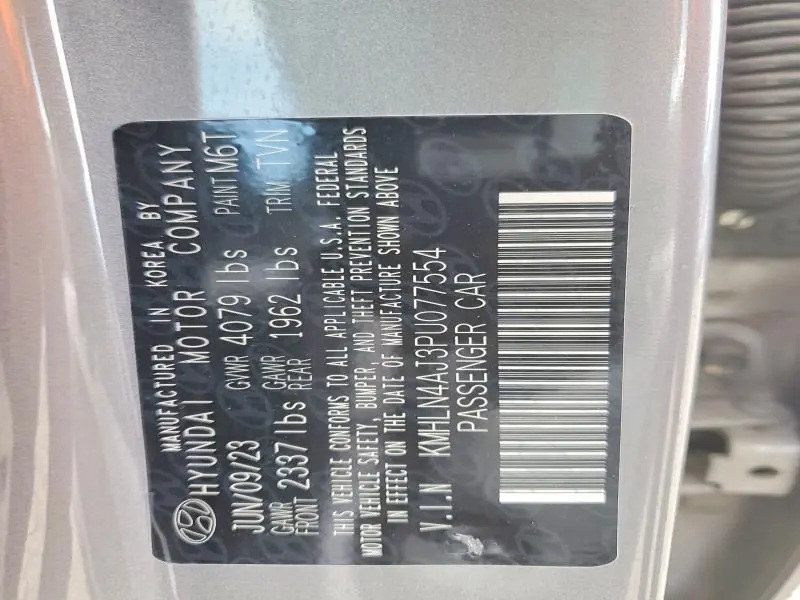 MANUFACTURED IN KOREA BY
HYUNDAI MOTOR COMPANY
JUN/09/23 GVWR 4079 lbs PAINT M6T
GAWR FRONT 2337 lbs GAWR REAR 1962 lbs TRIM TVN
THIS VEHICLE CONFORMS TO ALL APPLICABLE U.S.A. FEDERAL
MOTOR VEHICLE SAFETY, BUMPER, AND THEFT PREVENTION STANDARDS
IN EFFECT ON THE DATE OF MANUFACTURE SHOWN ABOVE
V.I.N KMHLN4AJ3PU077554
PASSENGER CAR